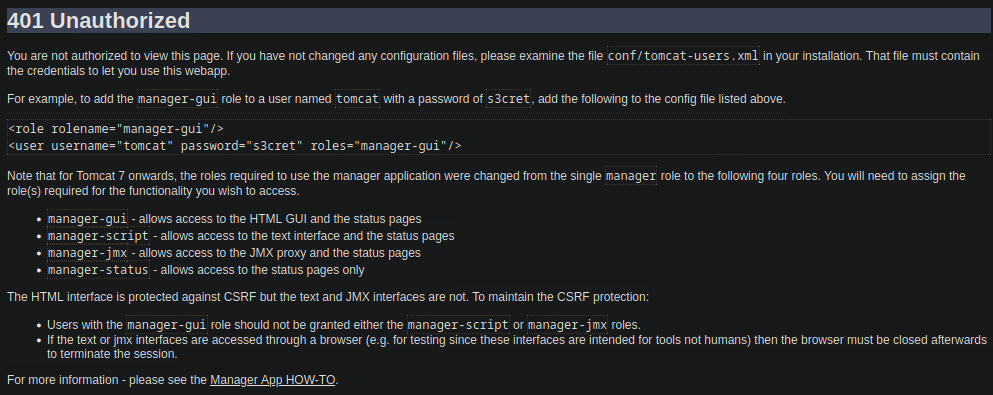 401 Unauthorized
You are not authorized to view this page. If you have not changed any configuration files, please examine the file conf/tomcat-users.xml in your installation. That file must contain
the credentials to let you use this webapp.
For example, to add the manager-gui role to a user named tomcat with a password of s3cret, add the following to the config file listed above.
<role rolename="manager-gui"/>
<user username="tomcat" password="s3cret" roles="manager-gui"/>
Note that for Tomcat 7 onwards, the roles required to use the manager application were changed from the single manager role to the following four roles. You will need to assign the
role(s) required for the functionality you wish to access.
• manager-gui - allows access to the HTML GUI and the status pages
• manager-script - allows access to the text interface and the status pages
• manager-jmx - allows access to the JMX proxy and the status pages
• manager-status - allows access to the status pages only
The HTML interface is protected against CSRF but the text and JMX interfaces are not. To maintain the CSRF protection:
• Users with the manager-gui role should not be granted either the manager-script or manager-jmx roles.
• If the text or jmx interfaces are accessed through a browser (e.g. for testing since these interfaces are intended for tools not humans) then the browser must be closed afterwards
to terminate the session.
For more information - please see the Manager App HOW-TO.